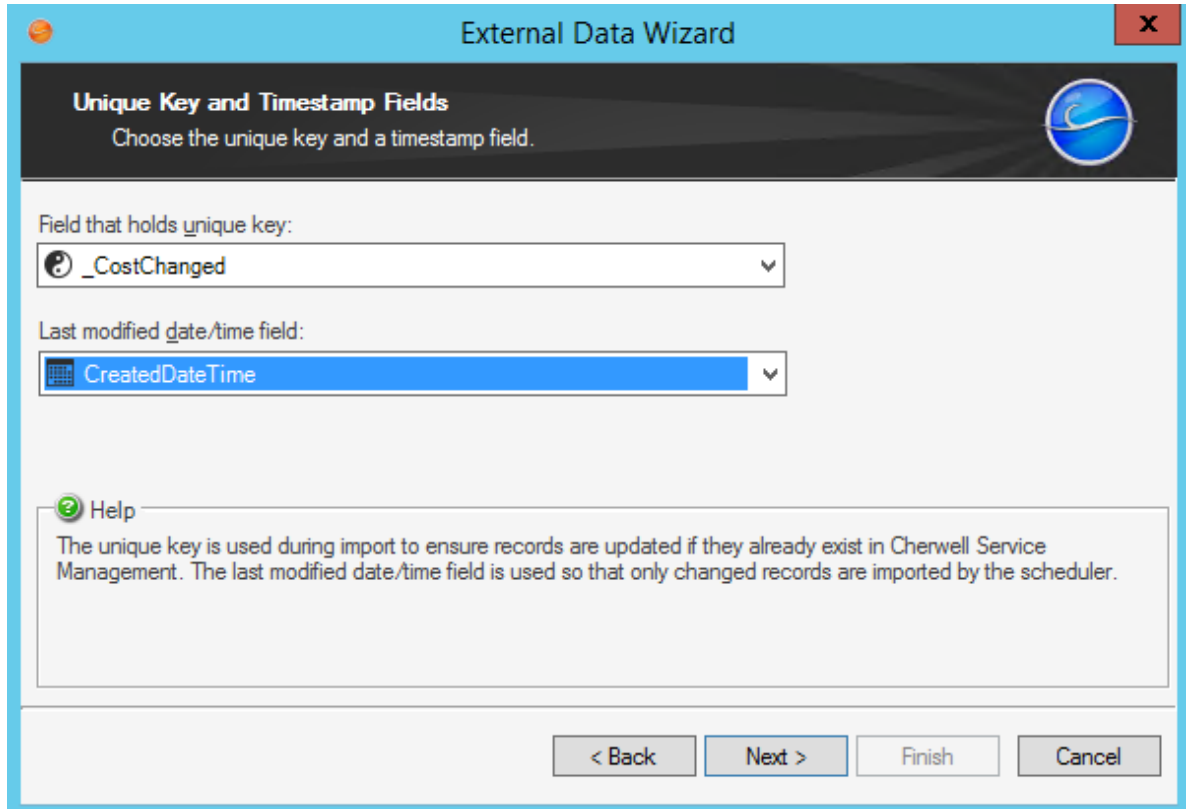 External Data Wizard
x
Unique Key and Timestamp Fields
Choose the unique key and a timestamp field.
Field that holds unique key:
_CostChanged
Last modified date/time field:
CreatedDateTime
Help
The unique key is used during import to ensure records are updated if they already exist in Cherwell Service
Management. The last modified date/time field is used so that only changed records are imported by the scheduler.
< Back Next > Finish Cancel